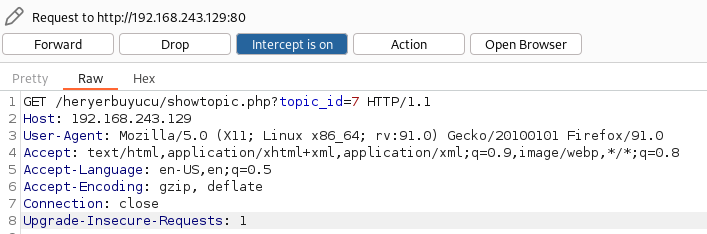 Request to http://192.168.243.129:80
Forward Drop Intercept is on Action Open Browser
Pretty Raw Hex
1 GET /heryerbuyucu/showtopic.php?topic_id=7 HTTP/1.1
2 Host: 192.168.243.129
3 User-Agent: Mozilla/5.0 (X11; Linux x86_64; rv:91.0) Gecko/20100101 Firefox/91.0
4 Accept: text/html,application/xhtml+xml,application/xml;q=0.9,image/webp,*/*;q=0.8
5 Accept-Language: en-US,en;q=0.5
6 Accept-Encoding: gzip, deflate
7 Connection: close
8 Upgrade-Insecure-Requests: 1